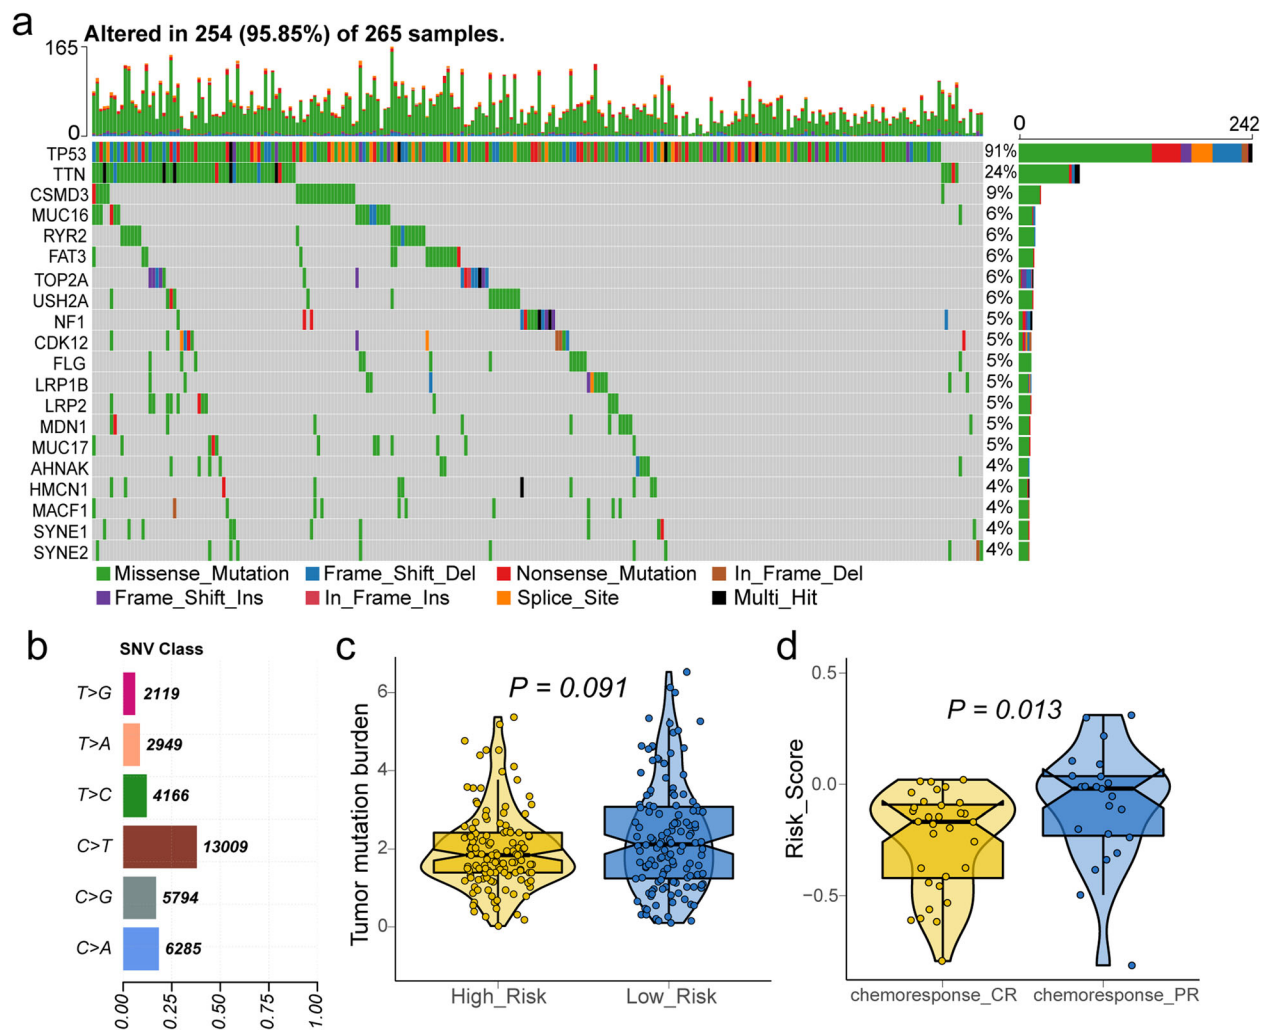 a
Altered in 254 (95.85%) of 265 samples.
165
0
0 242
TP53 91%
TTN 24%
CSMD3 9%
MUC16 6%
RYR2 6%
FAT3 6%
TOP2A 6%
USH2A 6%
NF1 5%
CDK12 5%
FLG 5%
LRP1B 5%
LRP2 5%
MDN1 5%
MUC17 5%
AHNAK 4%
HMCN1 4%
MACF1 4%
SYNE1 4%
SYNE2 4%
Missense_Mutation Frame_Shift_Del Nonsense_Mutation In_Frame_Del
Frame_Shift_Ins In_Frame_Ins Splice_Site Multi_Hit
b
SNV Class
T>G 2119
T>A 2949
T>C 4166
C>T 13009
C>G 5794
C>A 6285
0.00 0.25 0.50 0.75 1.00
c
P = 0.091
Tumor mutation burden
6
4
2
0
High_Risk Low_Risk
d
P = 0.013
Risk_Score
0.5
0.0
−0.5
chemoresponse_CR chemoresponse_PR